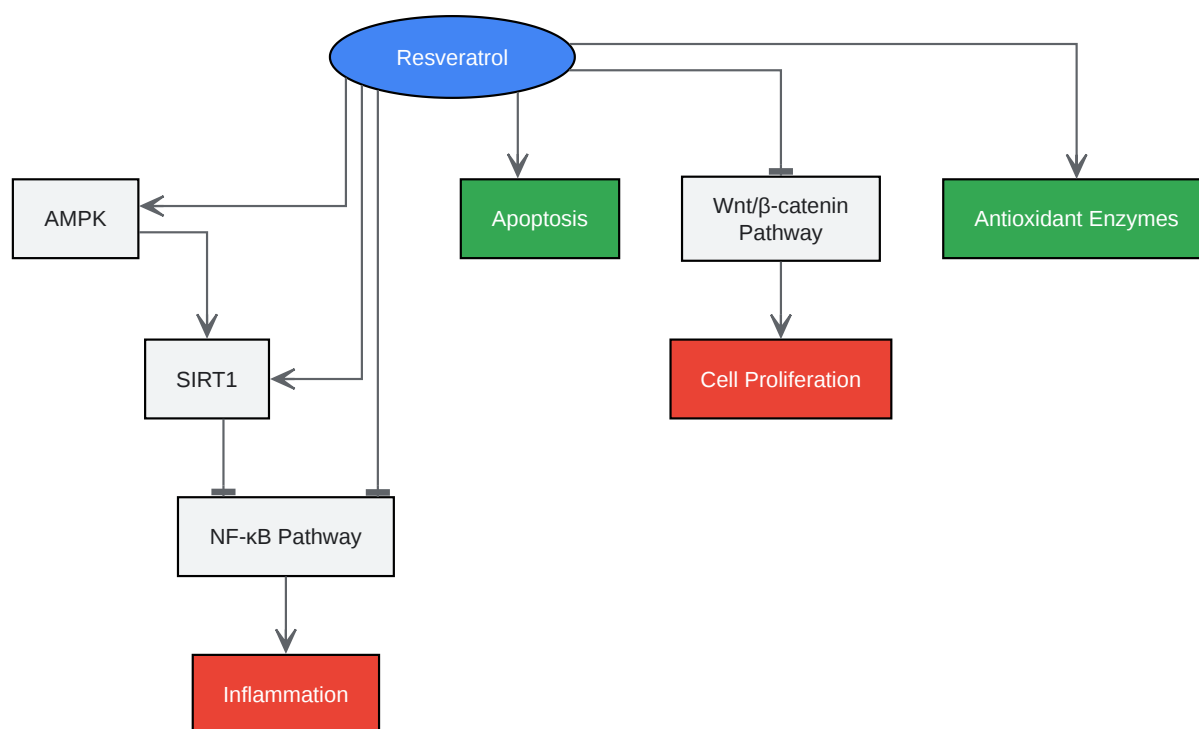 Resveratrol
AMPK
Apoptosis
Wnt/β-catenin
Pathway
Antioxidant Enzymes
SIRT1
Cell Proliferation
NF-κB Pathway
Inflammation